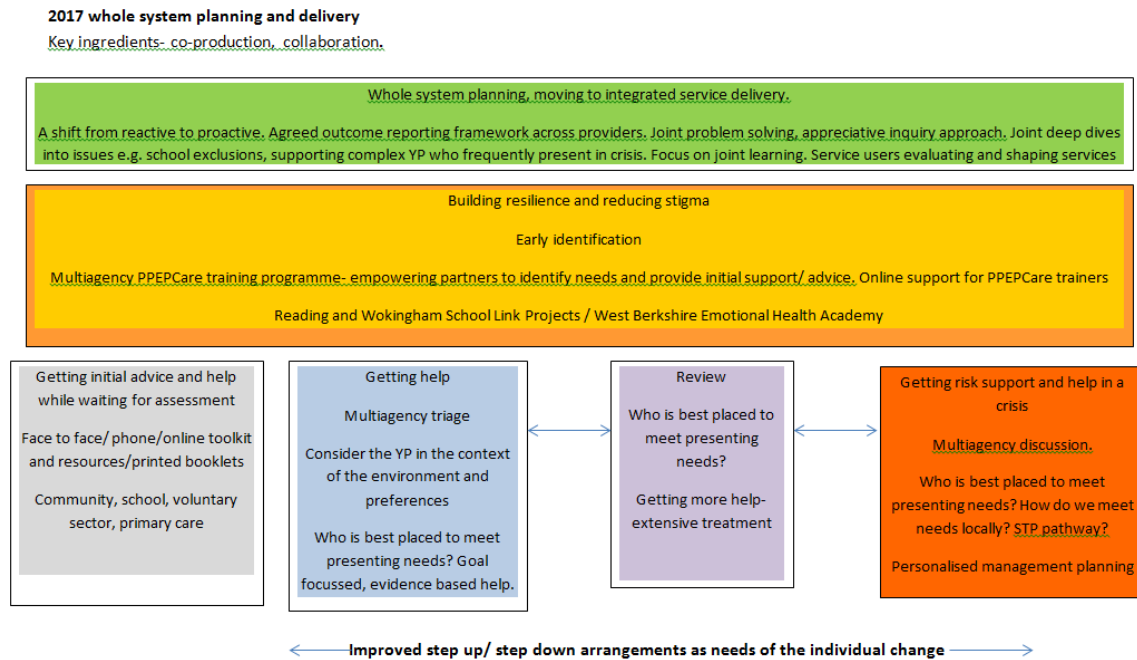 2017 whole system planning and delivery
Key ingredients- co-production, collaboration.
Whole system planning, moving to integrated service delivery.
A shift from reactive to proactive. Agreed outcome reporting framework across providers. Joint problem solving, appreciative inquiry approach. Joint deep dives
into issues e.g. school exclusions, supporting complex YP who frequently present in crisis. Focus on joint learning. Service users evaluating and shaping services
Building resilience and reducing stigma
Early identification
Multiagency PPEPCare training programme- empowering partners to identify needs and provide initial support/ advice. Online support for PPEPCare trainers
Reading and Wokingham School Link Projects / West Berkshire Emotional Health Academy
Getting initial advice and help
while waiting for assessment
Face to face/ phone/online toolkit
and resources/printed booklets
Community, school, voluntary
sector, primary care
Getting help
Multiagency triage
Consider the YP in the context
of the environment and
preferences
Who is best placed to meet
presenting needs? Goal
focussed, evidence based help.
Review
Who is best placed to
meet presenting
needs?
Getting more help-
extensive treatment
Getting risk support and help in a
crisis
Multiagency discussion.
Who is best placed to meet
presenting needs? How do we meet
needs locally? STP pathway?
Personalised management planning
Improved step up/ step down arrangements as needs of the individual change